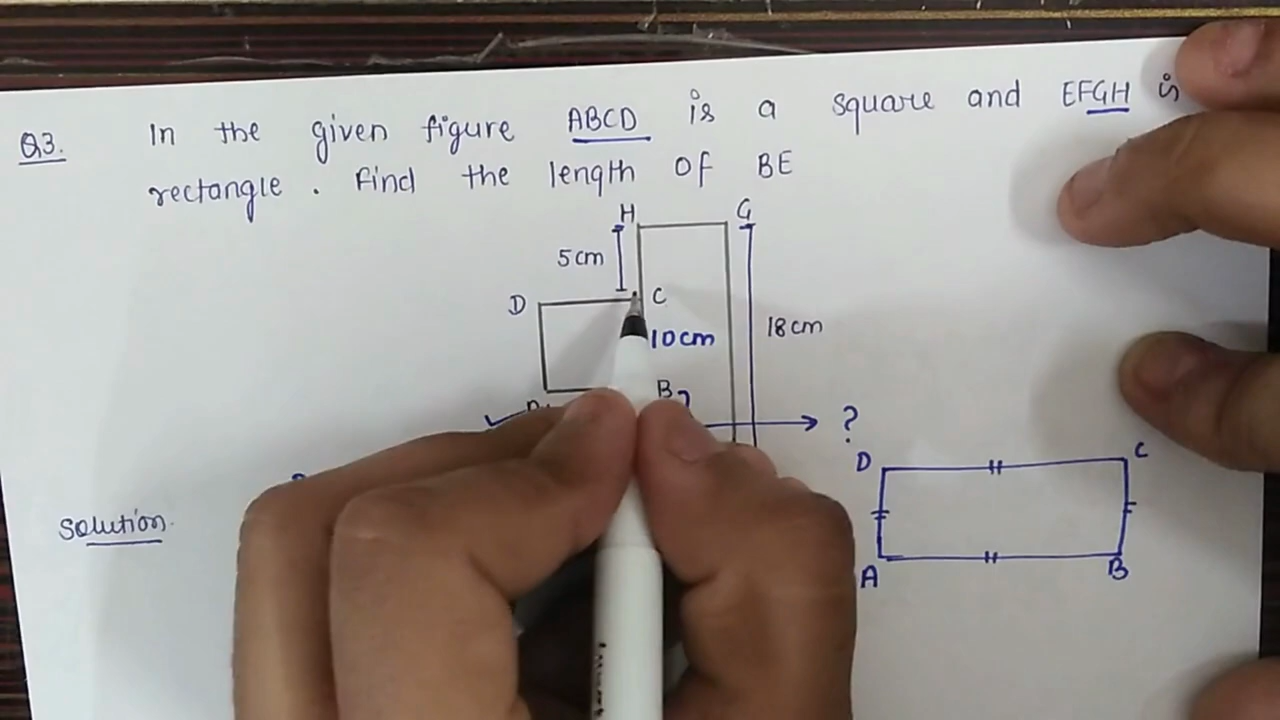 Q3. In the given figure ABCD is a square and EFGH is
rectangle. Find the length of BE
H G
5cm
D C
10cm 18cm
B
?
D C
Solution.
A B